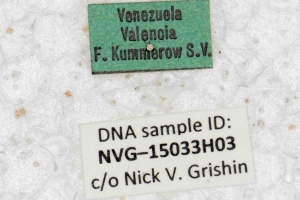 Venezuela
Valencia
F. Kummerow S.V.
DNA sample ID:
NVG–15033H03
c/o Nick V. Grishin